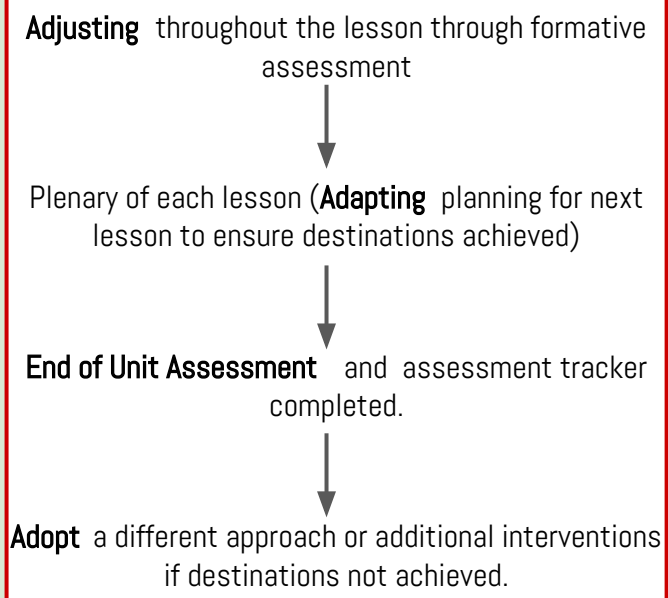 Adjusting throughout the lesson through formative
assessment
Plenary of each lesson (Adapting planning for next
lesson to ensure destinations achieved)
End of Unit Assessment and assessment tracker
completed.
Adopt a different approach or additional interventions
if destinations not achieved.